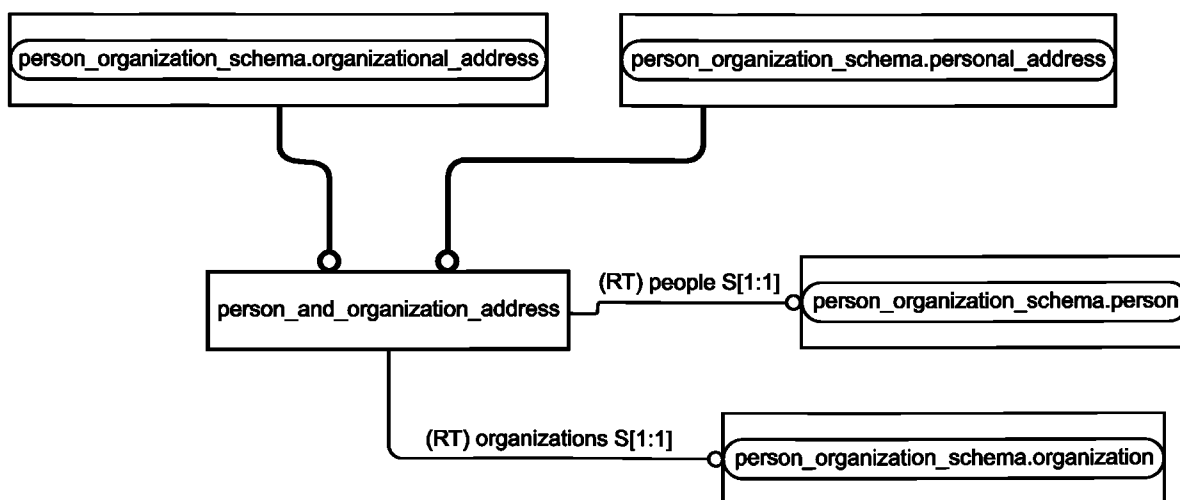 person_organization_schema.organizational_address
person_organization_schema.personal_address
person_and_organization_address
(RT) people S[1:1]
person_organization_schema.person
(RT) organizations S[1:1]
person_organization_schema.organization